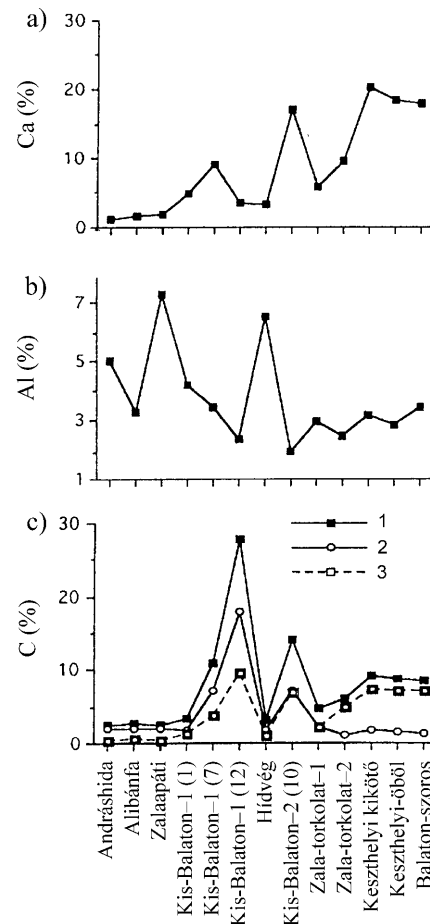 a)
Ca (%)
30
20
10
0
b)
Al (%)
7
5
3
1
c)
C (%)
30
20
10
0
1
2
3
Andráshida
Alibánfa
Zalaapáti
Kis-Balaton–1 (1)
Kis-Balaton–1 (7)
Kis-Balaton–1 (12)
Hídvég
Kis-Balaton–2 (10)
Zala-torkolat–1
Zala-torkolat–2
Keszthelyi kikötő
Keszthelyi-öböl
Balaton-szoros